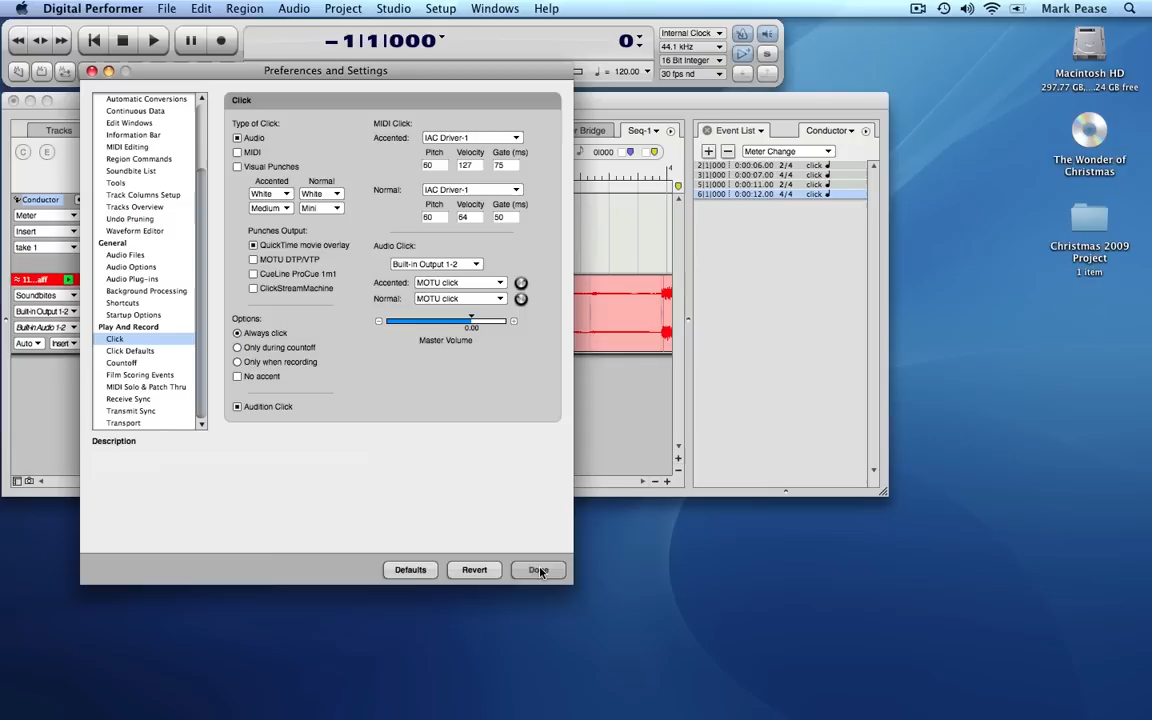 Digital Performer File Edit Region Audio Project Studio Setup Windows Help Mark Pease
−1|1|000 0
Internal Clock
44.1 kHz
16 Bit Integer
30 fps nd
= 120.00
Preferences and Settings
Macintosh HD
297.77 GB,...24 GB free
The Wonder of
Christmas
Christmas 2009
Project
1 item
Tracks
C E
Conductor
Meter
Insert
take 1
11...aiff
Soundbites
Built-in Output 1-2
Built-in Audio 1-2
Auto Insert
Automatic Conversions
Continuous Data
Edit Windows
Information Bar
MIDI Editing
Region Commands
Soundbite List
Tools
Track Columns Setup
Tracks Overview
Undo Pruning
Waveform Editor
General
Audio Files
Audio Options
Audio Plug-ins
Background Processing
Shortcuts
Startup Options
Play And Record
Click
Click Defaults
Countoff
Film Scoring Events
MIDI Solo & Patch Thru
Receive Sync
Transmit Sync
Transport
Description
Click
Type of Click:
Audio
MIDI
Visual Punches
Accented Normal
White White
Medium Mini
Punches Output:
QuickTime movie overlay
MOTU DTP/VTP
CueLine ProCue 1m1
ClickStreamMachine
Options:
Always click
Only during countoff
Only when recording
No accent
Audition Click
MIDI Click:
Accented: IAC Driver-1
Pitch Velocity Gate (ms)
60 127 75
Normal: IAC Driver-1
Pitch Velocity Gate (ms)
60 64 50
Audio Click:
Built-in Output 1-2
Accented: MOTU click
Normal: MOTU click
0.00
Master Volume
Defaults Revert
Bridge Seq-1
0I000
4
Event List Conductor
Meter Change
2|1|000 0:00:06.00 2/4 click
3|1|000 0:00:07.00 4/4 click
5|1|000 0:00:11.00 2/4 click
6|1|000 0:00:12.00 4/4 click